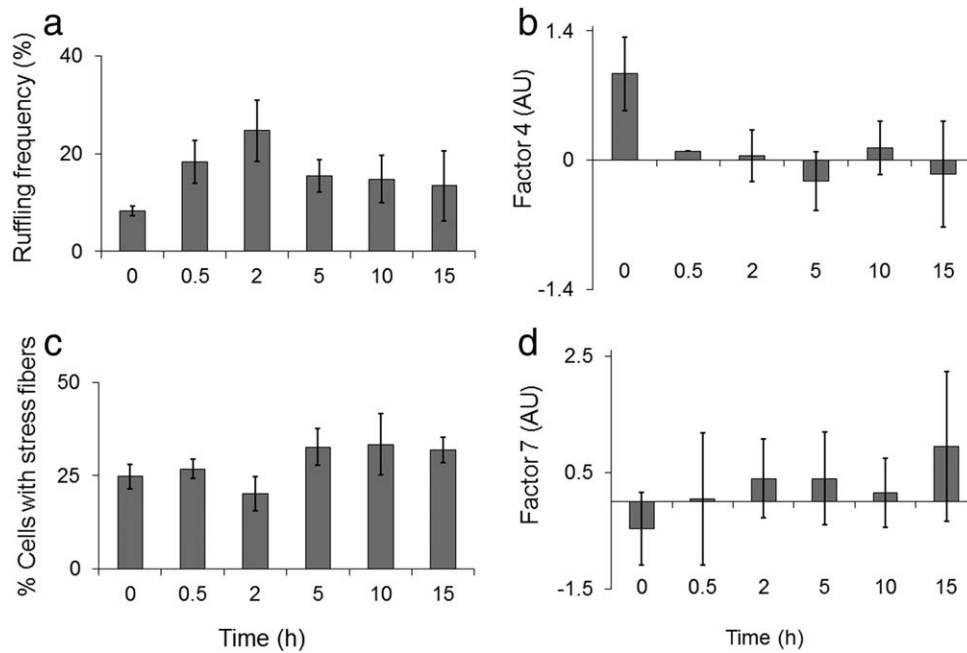 a
Ruffling frequency (%)
40
20
0
0 0.5 2 5 10 15
b
Factor 4 (AU)
1.4
0
-1.4
0 0.5 2 5 10 15
c
% Cells with stress fibers
50
25
0
0 0.5 2 5 10 15
Time (h)
d
Factor 7 (AU)
2.5
0.5
-1.5
0 0.5 2 5 10 15
Time (h)